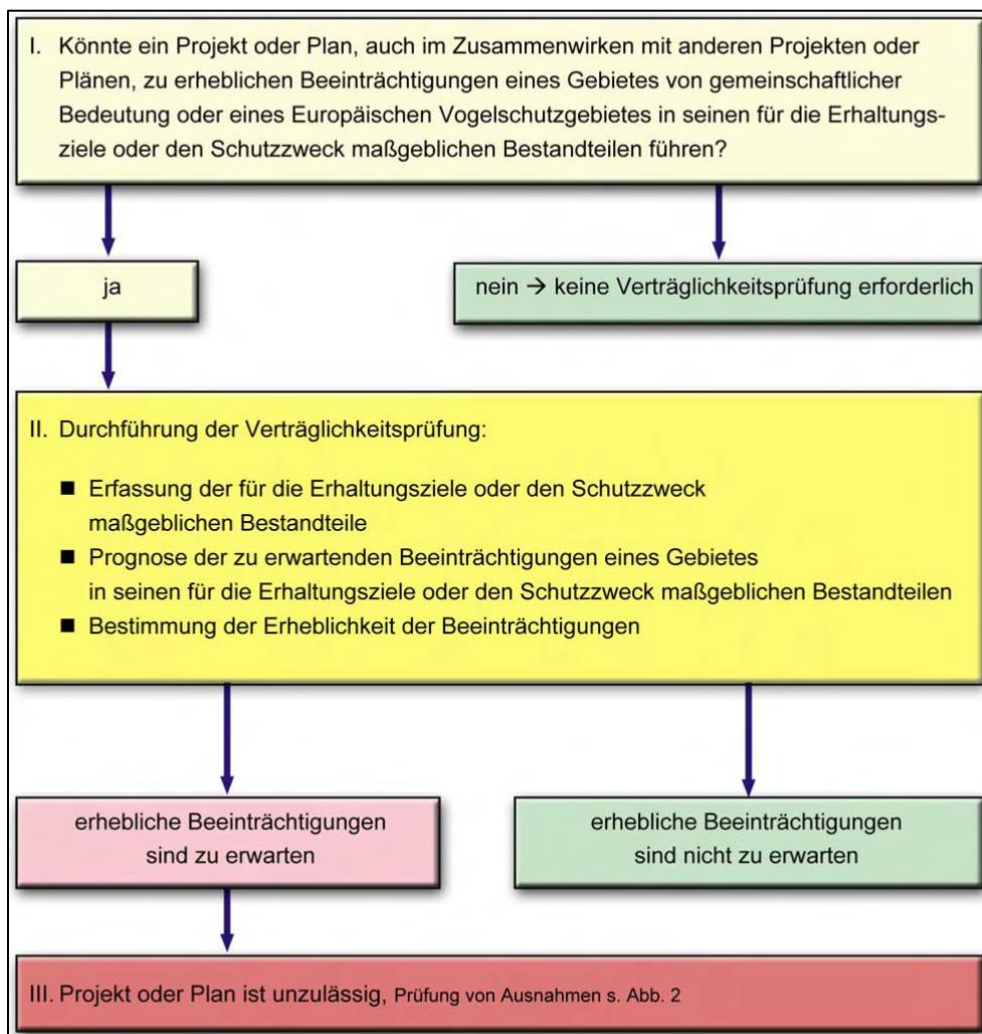 I. Könnte ein Projekt oder Plan, auch im Zusammenwirken mit anderen Projekten oder
Plänen, zu erheblichen Beeinträchtigungen eines Gebietes von gemeinschaftlicher
Bedeutung oder eines Europäischen Vogelschutzgebietes in seinen für die Erhaltungs-
ziele oder den Schutzzweck maßgeblichen Bestandteilen führen?
ja
nein → keine Verträglichkeitsprüfung erforderlich
II. Durchführung der Verträglichkeitsprüfung:
■ Erfassung der für die Erhaltungsziele oder den Schutzzweck
maßgeblichen Bestandteile
■ Prognose der zu erwartenden Beeinträchtigungen eines Gebietes
in seinen für die Erhaltungsziele oder den Schutzzweck maßgeblichen Bestandteilen
■ Bestimmung der Erheblichkeit der Beeinträchtigungen
erhebliche Beeinträchtigungen
sind zu erwarten
erhebliche Beeinträchtigungen
sind nicht zu erwarten
III. Projekt oder Plan ist unzulässig, Prüfung von Ausnahmen s. Abb. 2